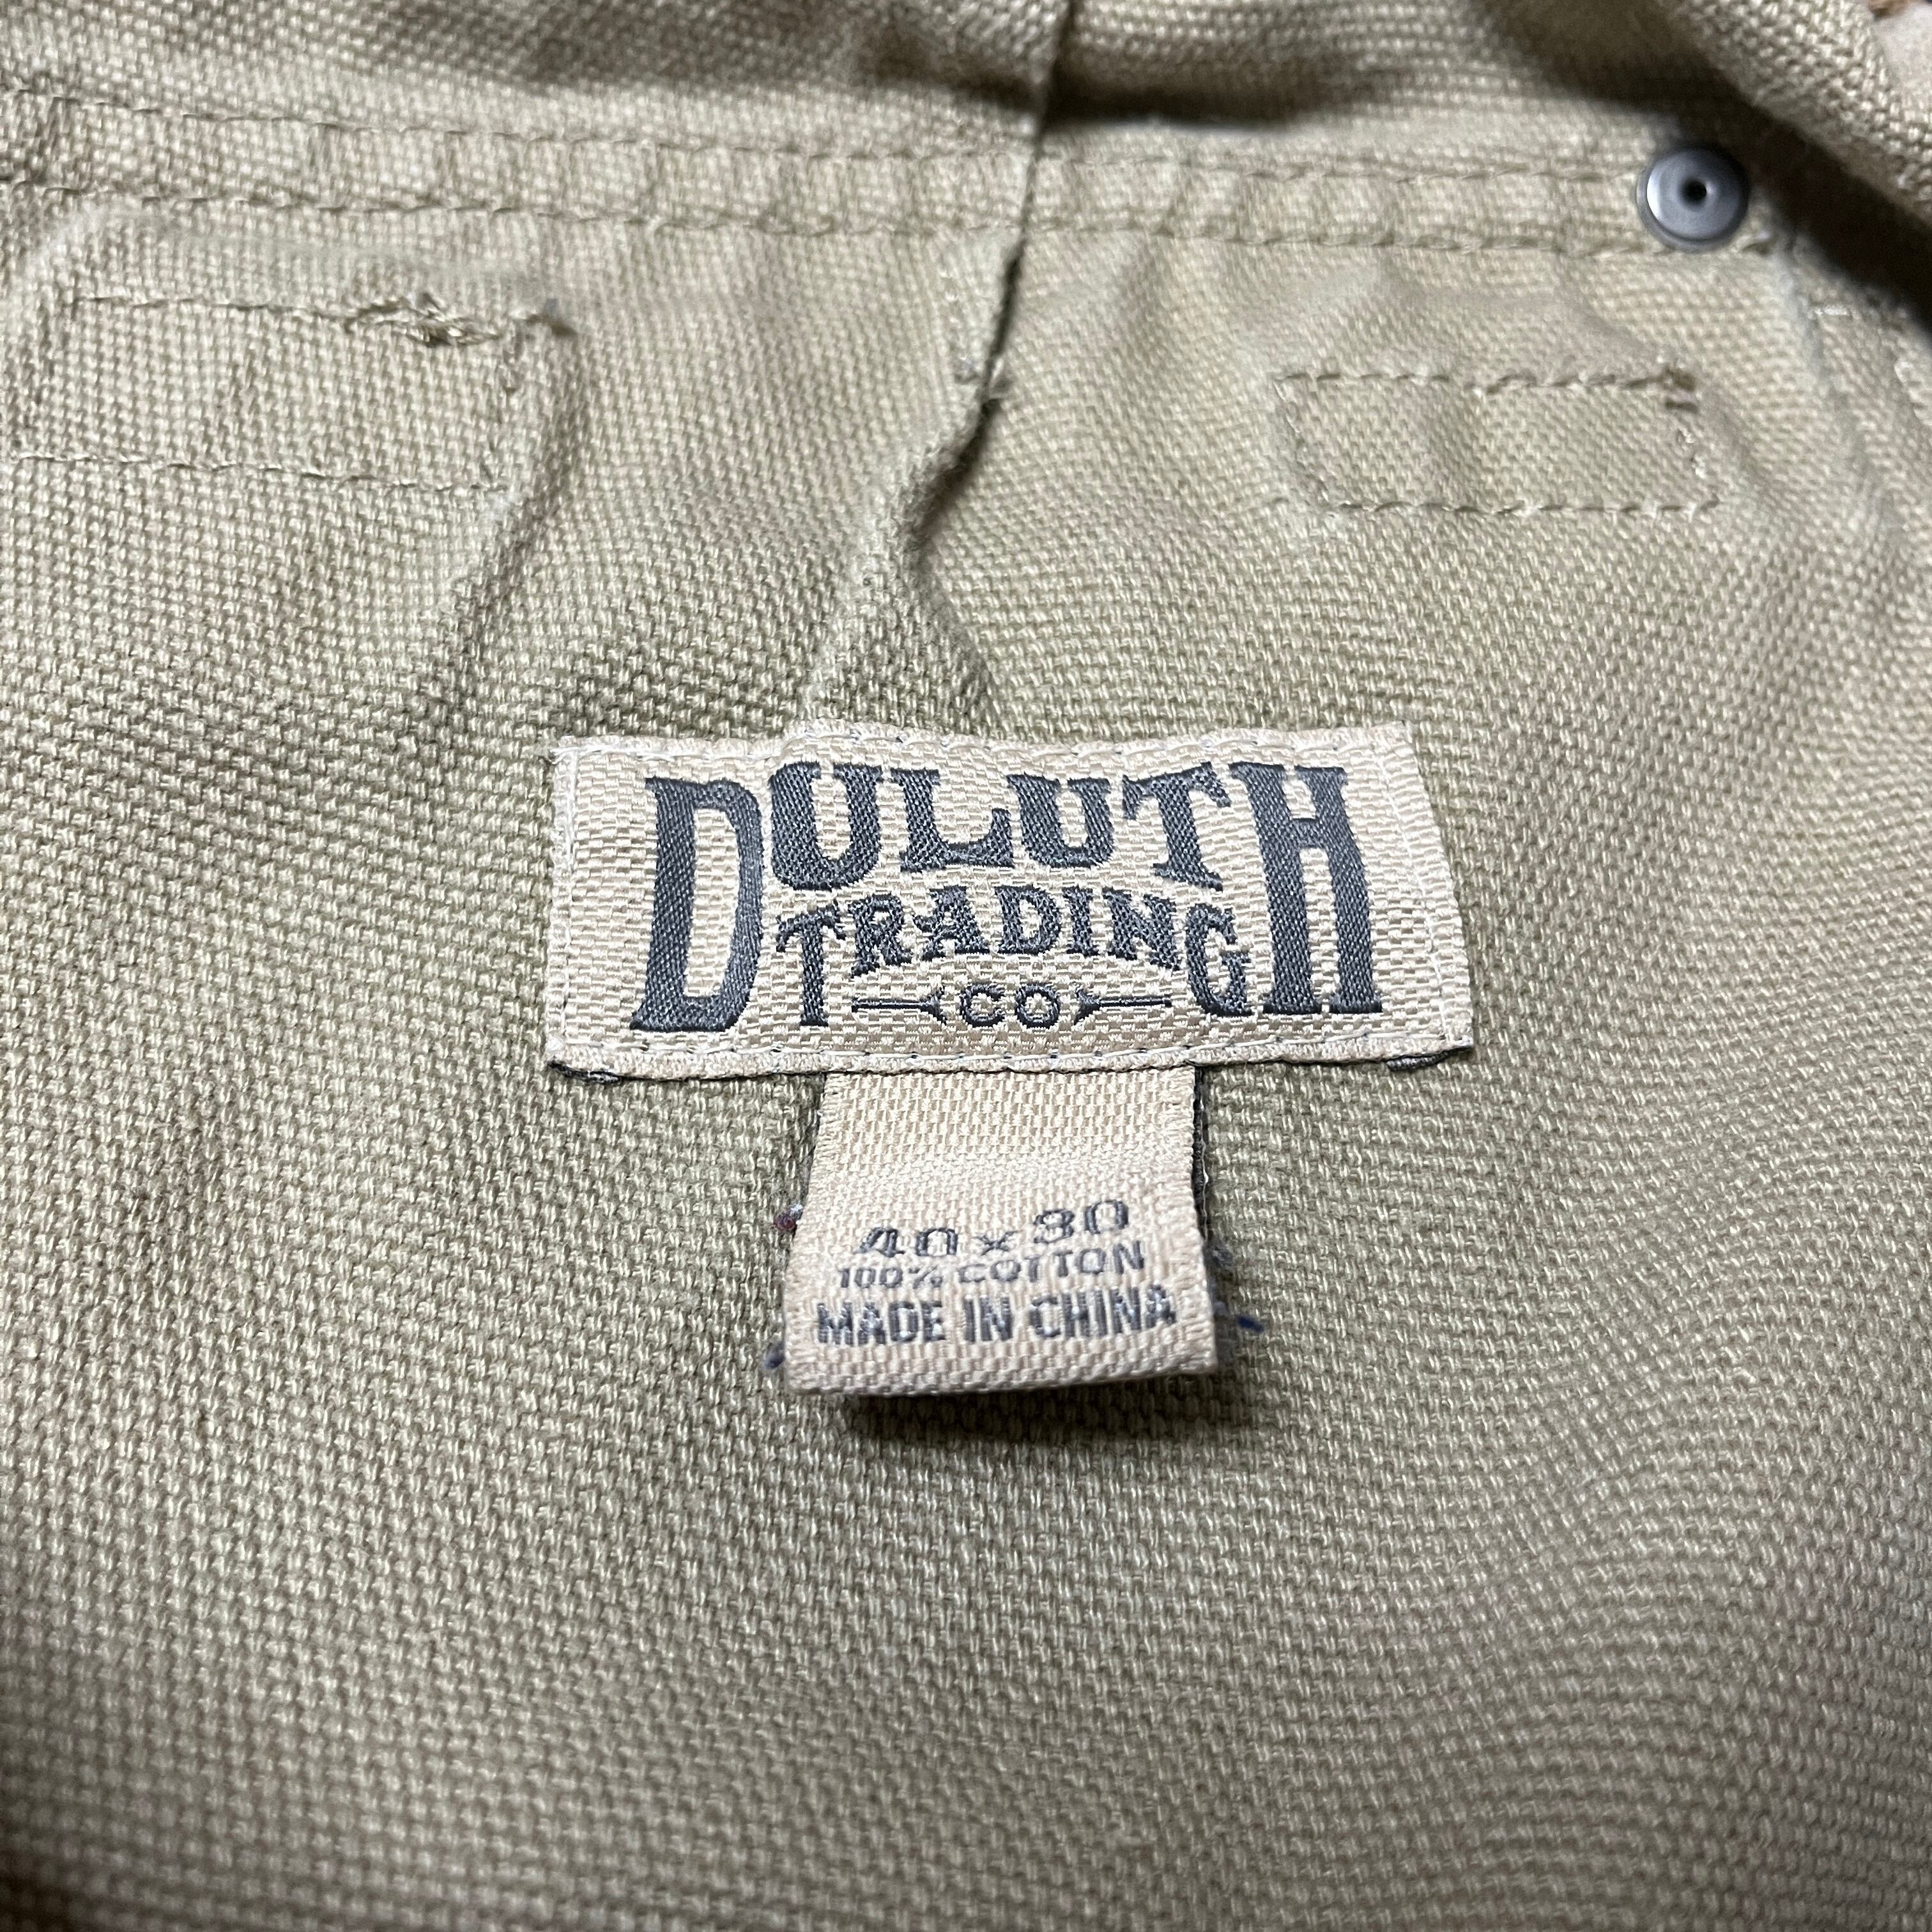 DULUTH
TRADING
CO
40 x 30
100% COTTON
MADE IN CHINA